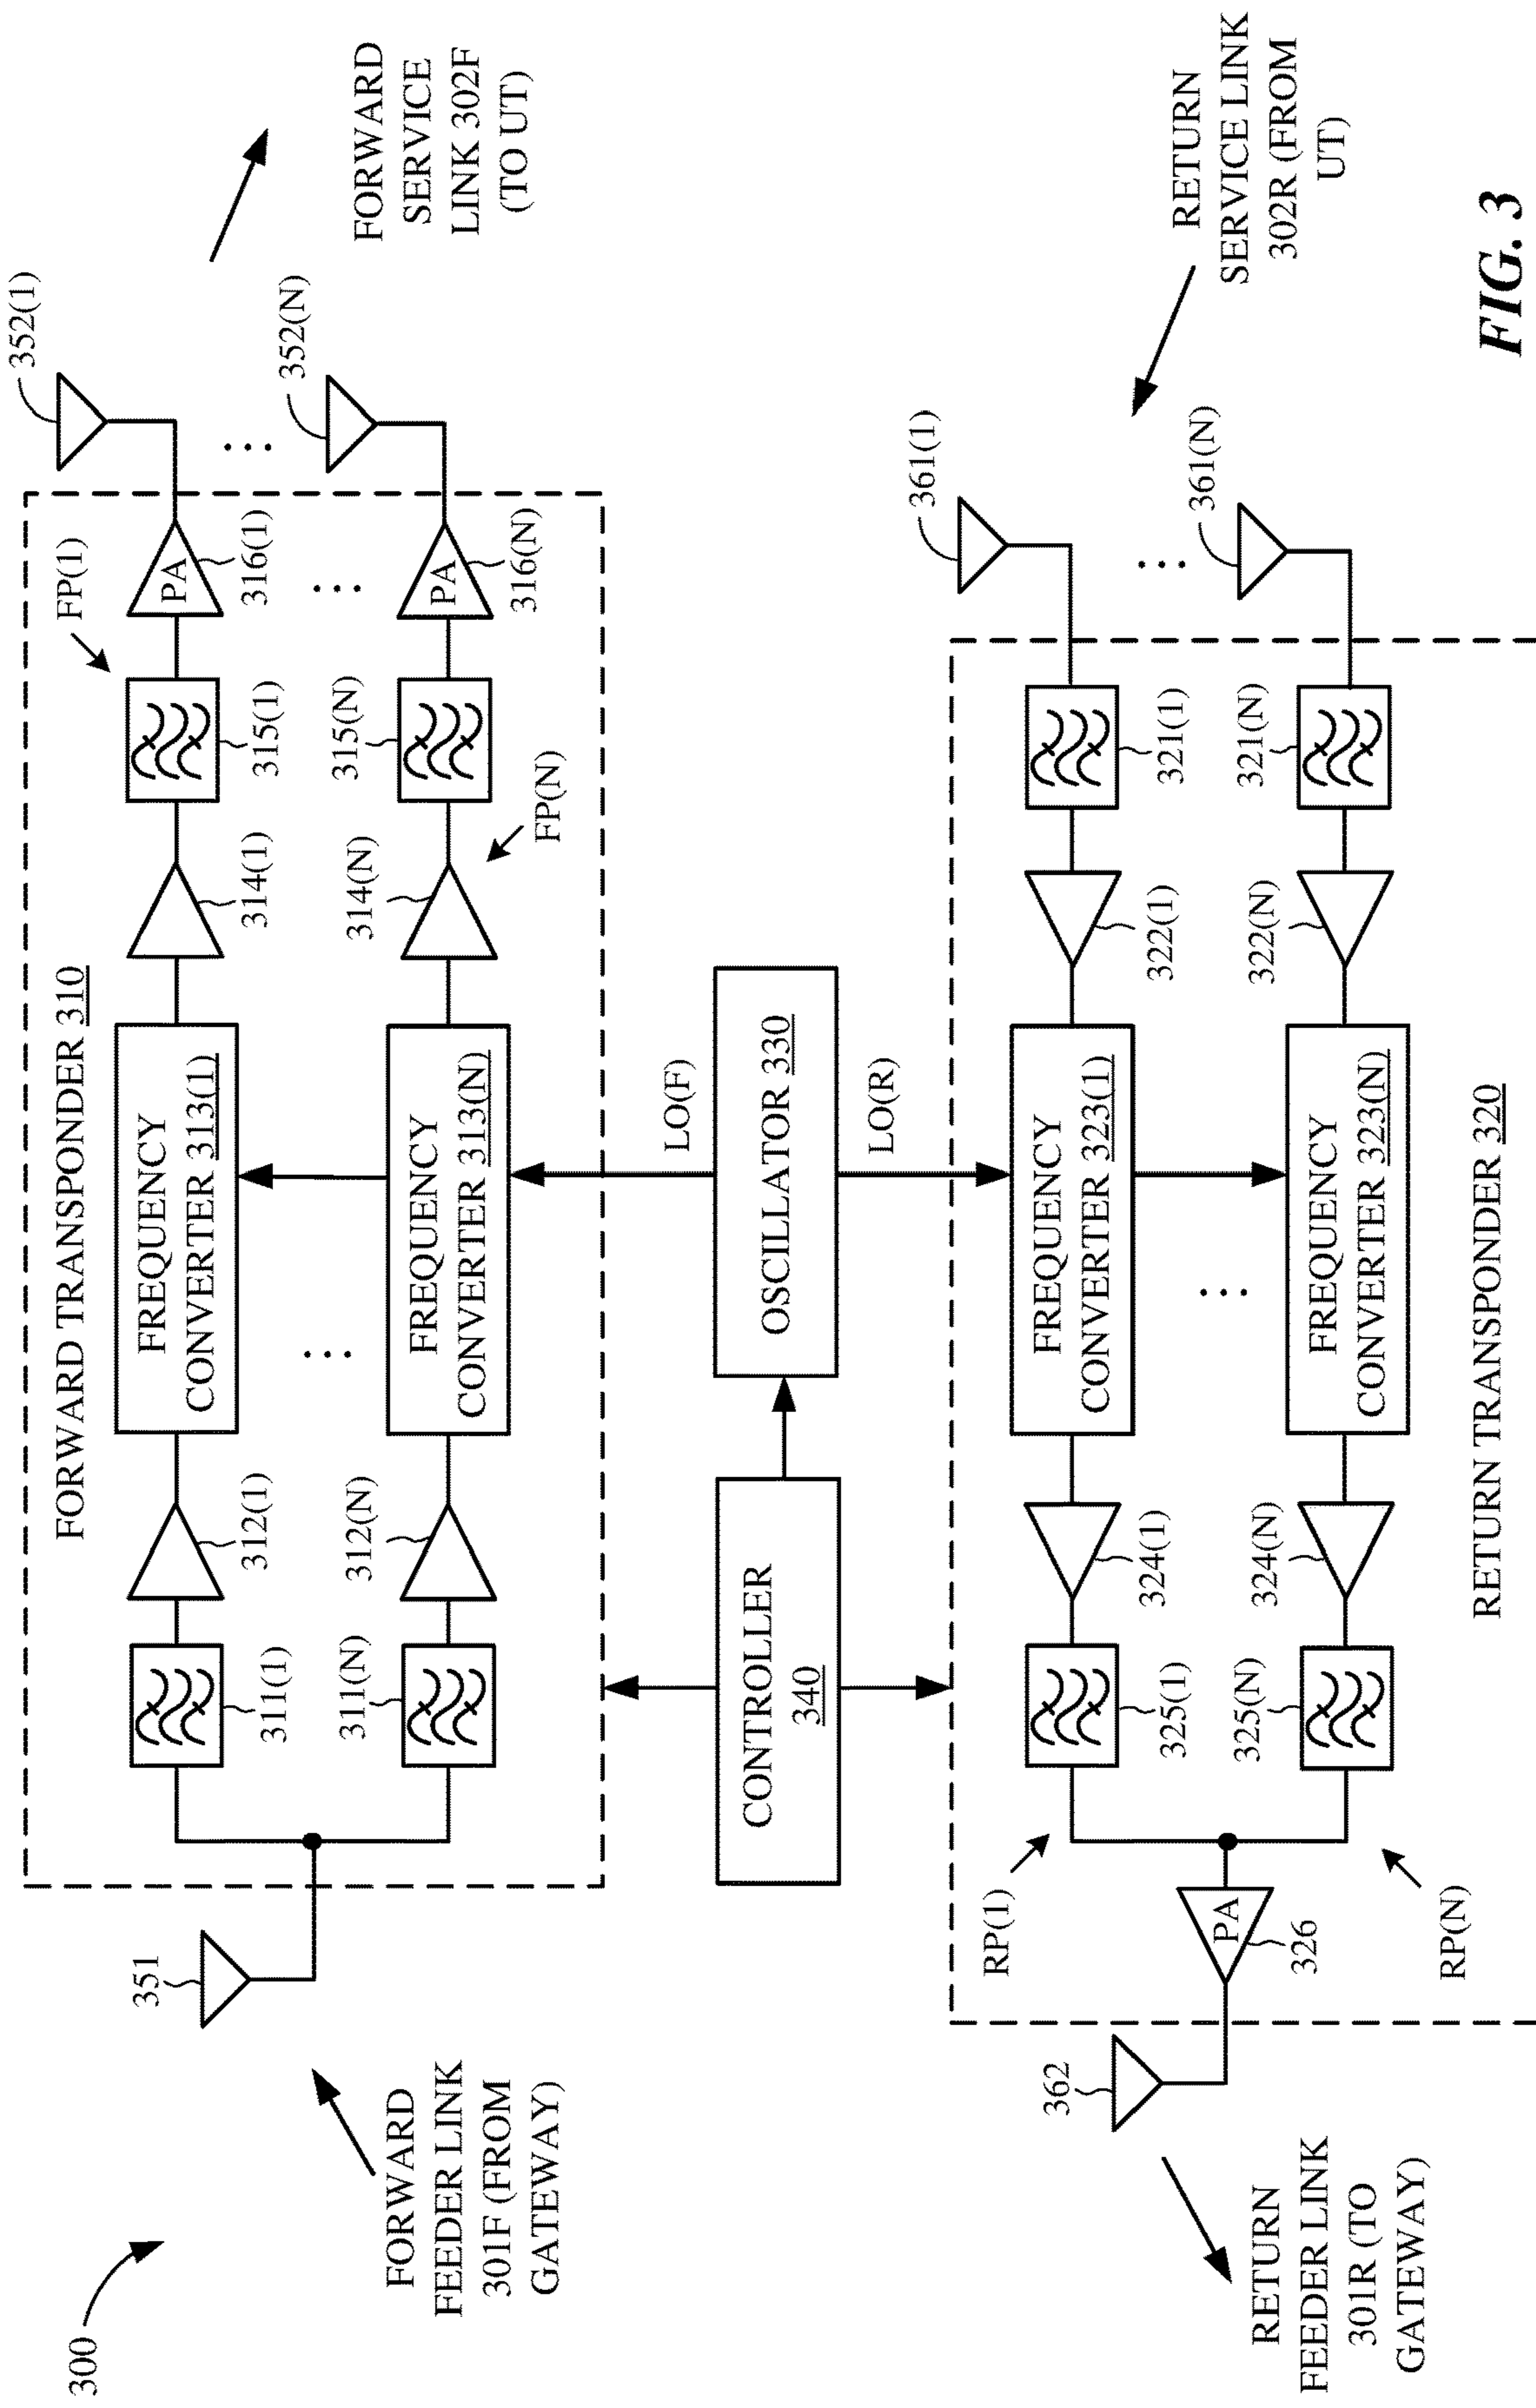 300
FORWARD
FEEDER LINK
301F (FROM
GATEWAY)
351
FORWARD TRANSPONDER 310
311(1)
312(1)
FREQUENCY
CONVERTER 313(1)
314(1)
315(1)
FP(1)
PA
316(1)
352(1)
...
311(N)
312(N)
FREQUENCY
CONVERTER 313(N)
314(N)
315(N)
FP(N)
PA
316(N)
...
352(N)
...
FORWARD
SERVICE
LINK 302F
(TO UT)
LO(F)
CONTROLLER
340
OSCILLATOR 330
LO(R)
RETURN
FEEDER LINK
301R (TO
GATEWAY)
362
PA
326
RP(1)
325(1)
324(1)
FREQUENCY
CONVERTER 323(1)
322(1)
321(1)
361(1)
...
RP(N)
325(N)
324(N)
FREQUENCY
CONVERTER 323(N)
322(N)
321(N)
361(N)
...
RETURN
SERVICE LINK
302R (FROM
UT)
RETURN TRANSPONDER 320
FIG. 3